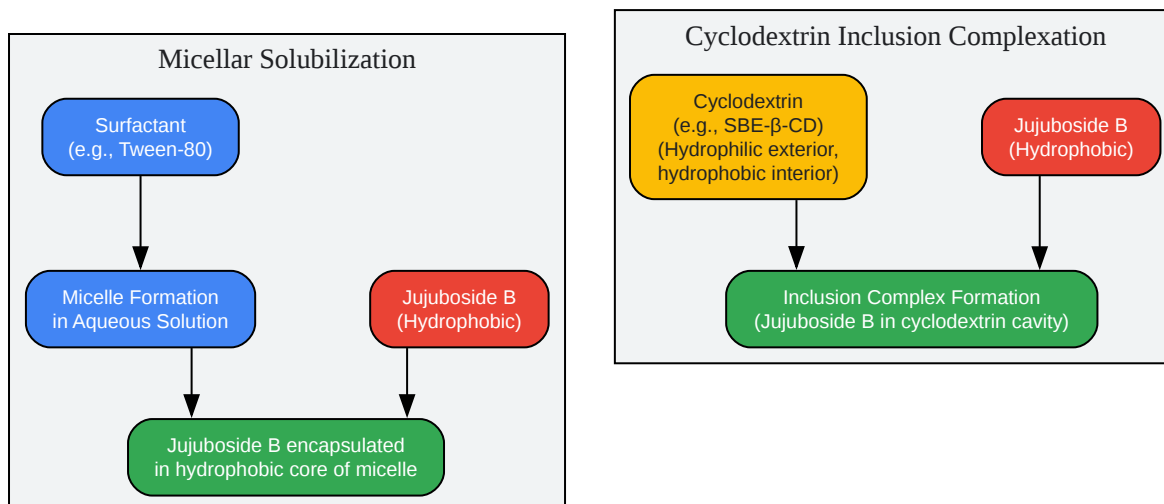 Micellar Solubilization
Surfactant
(e.g., Tween-80)
Micelle Formation
in Aqueous Solution
Jujuboside B
(Hydrophobic)
Jujuboside B encapsulated
in hydrophobic core of micelle
Cyclodextrin Inclusion Complexation
Cyclodextrin
(e.g., SBE-β-CD)
(Hydrophilic exterior,
hydrophobic interior)
Jujuboside B
(Hydrophobic)
Inclusion Complex Formation
(Jujuboside B in cyclodextrin cavity)